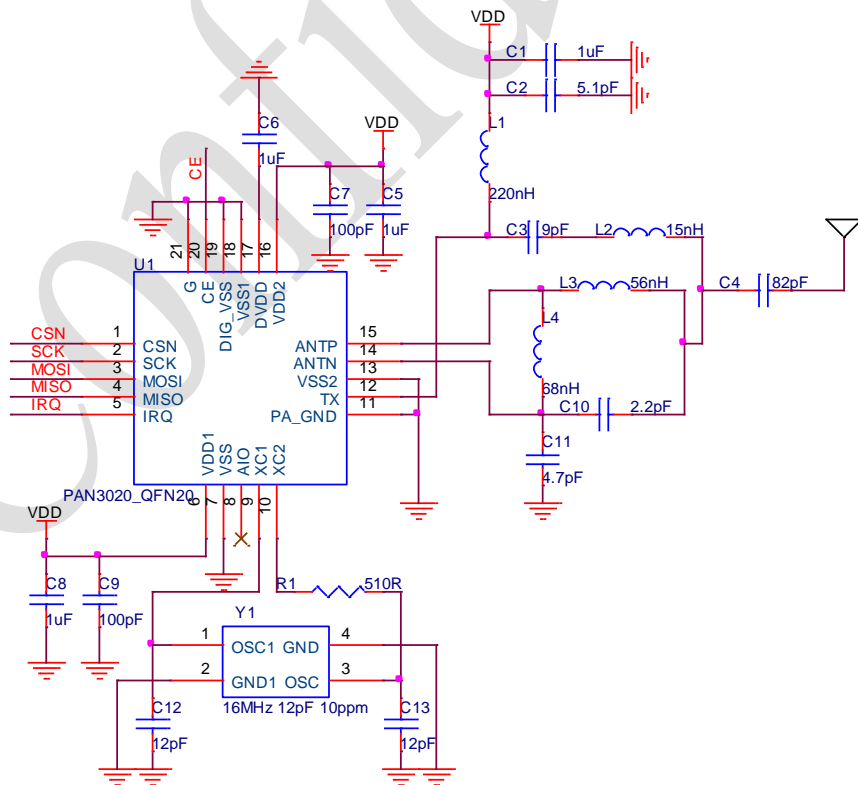 Confid
VDD
C1 1uF
C2 5.1pF
L1
220nH
C6
1uF
VDD
CE
C7
100pF
C5
1uF
C3 9pF L2 15nH
21 20 19 18 17 16
U1
G CE DIG_VSS VSS1 DVDD VDD2
L3 56nH
C4 82pF
L4
68nH
C10 2.2pF
C11
4.7pF
CSN 1 CSN
SCK 2 SCK
MOSI 3 MOSI
MISO 4 MISO
IRQ 5 IRQ
ANTP 15
ANTN 14
VSS2 13
TX 12
PA_GND 11
VDD1 VSS AIO XC1 XC2
PAN3020_QFN20
6 7 8 9 10
VDD
C8
1uF
C9
100pF
R1 510R
Y1
1 OSC1 GND 4
2 GND1 OSC 3
16MHz 12pF 10ppm
C12
12pF
C13
12pF